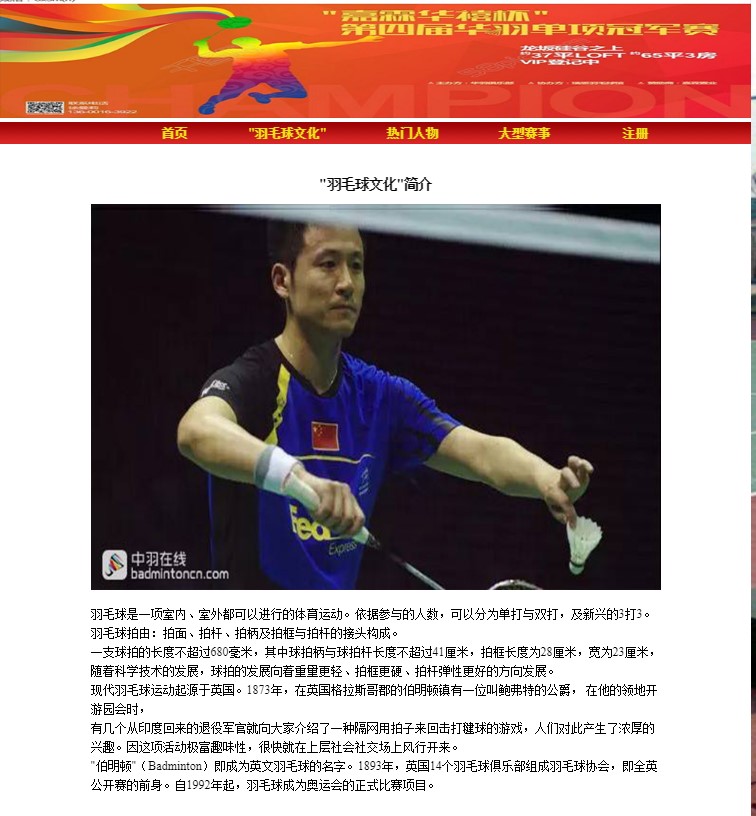 "嘉霖华禧杯"
第四届华羽单项冠军赛
龙坂硅谷之上
约37平LOFT 约65平3房
VIP登记中
CHAMPION
首页 "羽毛球文化" 热门人物 大型赛事 注册
"羽毛球文化"简介
FedEx
Express
中羽在线
badmintoncn.com
羽毛球是一项室内、室外都可以进行的体育运动。依据参与的人数，可以分为单打与双打，及新兴的3打3。
羽毛球拍由：拍面、拍杆、拍柄及拍框与拍杆的接头构成。
一支球拍的长度不超过680毫米，其中球拍柄与球拍杆长度不超过41厘米，拍框长度为28厘米，宽为23厘米，
随着科学技术的发展，球拍的发展向着重量更轻、拍框更硬、拍杆弹性更好的方向发展。
现代羽毛球运动起源于英国。1873年，在英国格拉斯哥郡的伯明顿镇有一位叫鲍弗特的公爵， 在他的领地开
游园会时，
有几个从印度回来的退役军官就向大家介绍了一种隔网用拍子来回击打毽球的游戏，人们对此产生了浓厚的
兴趣。因这项活动极富趣味性，很快就在上层社会社交场上风行开来。
"伯明顿"（Badminton）即成为英文羽毛球的名字。1893年，英国14个羽毛球俱乐部组成羽毛球协会，即全英
公开赛的前身。自1992年起，羽毛球成为奥运会的正式比赛项目。